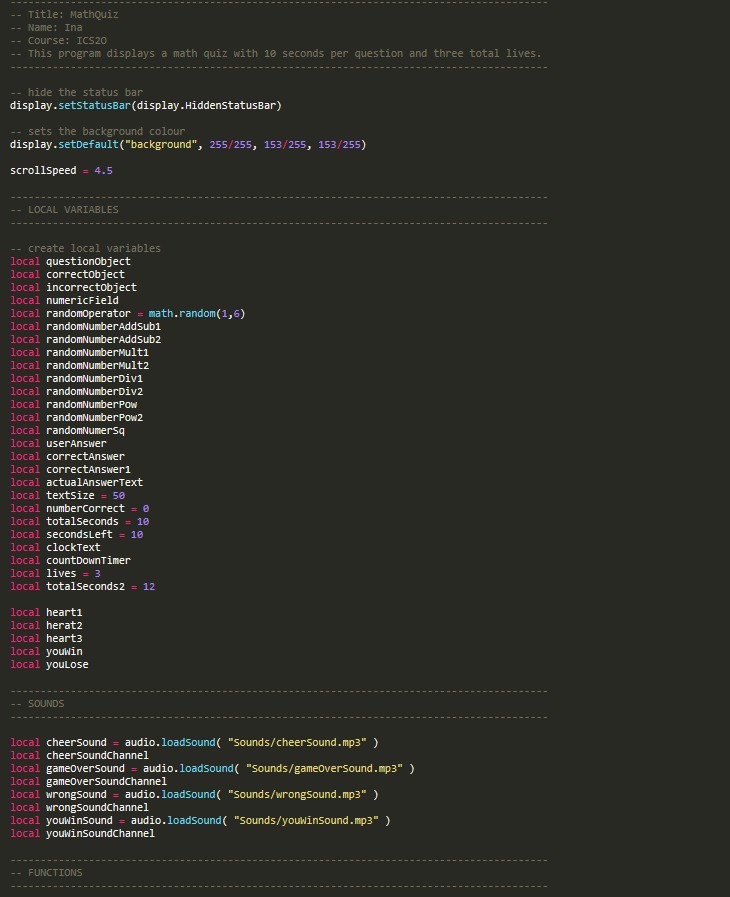 -----------------------------------------------------------------------------------------
-- Title: MathQuiz
-- Name: Ina
-- Course: ICS2O
-- This program displays a math quiz with 10 seconds per question and three total lives.
-----------------------------------------------------------------------------------------
-- hide the status bar
display.setStatusBar(display.HiddenStatusBar)
-- sets the background colour
display.setDefault("background", 255/255, 153/255, 153/255)
scrollSpeed = 4.5
-----------------------------------------------------------------------------------------
-- LOCAL VARIABLES
-----------------------------------------------------------------------------------------
-- create local variables
local questionObject
local correctObject
local incorrectObject
local numericField
local randomOperator = math.random(1,6)
local randomNumberAddSub1
local randomNumberAddSub2
local randomNumberMult1
local randomNumberMult2
local randomNumberDiv1
local randomNumberDiv2
local randomNumberPow
local randomNumberPow2
local randomNumerSq
local userAnswer
local correctAnswer
local correctAnswer1
local actualAnswerText
local textSize = 50
local numberCorrect = 0
local totalSeconds = 10
local secondsLeft = 10
local clockText
local countDownTimer
local lives = 3
local totalSeconds2 = 12
local heart1
local herat2
local heart3
local youWin
local youLose
-----------------------------------------------------------------------------------------
-- SOUNDS
-----------------------------------------------------------------------------------------
local cheerSound = audio.loadSound( "Sounds/cheerSound.mp3" )
local cheerSoundChannel
local gameOverSound = audio.loadSound( "Sounds/gameOverSound.mp3" )
local gameOverSoundChannel
local wrongSound = audio.loadSound( "Sounds/wrongSound.mp3" )
local wrongSoundChannel
local youWinSound = audio.loadSound( "Sounds/youWinSound.mp3" )
local youWinSoundChannel
-----------------------------------------------------------------------------------------
-- FUNCTIONS
-----------------------------------------------------------------------------------------